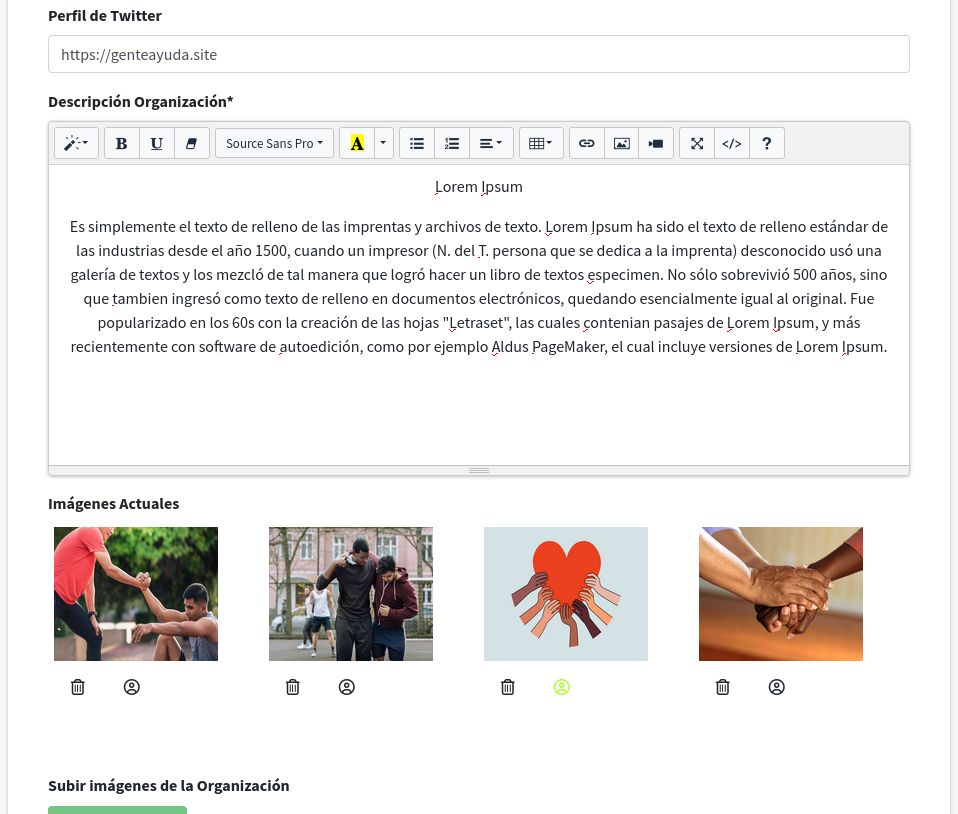 Perfil de Twitter
https://genteayuda.site
Descripción Organización*
B U Source Sans Pro A </> ?
Lorem Ipsum
Es simplemente el texto de relleno de las imprentas y archivos de texto. Lorem Ipsum ha sido el texto de relleno estándar de
las industrias desde el año 1500, cuando un impresor (N. del T. persona que se dedica a la imprenta) desconocido usó una
galería de textos y los mezcló de tal manera que logró hacer un libro de textos especimen. No sólo sobrevivió 500 años, sino
que tambien ingresó como texto de relleno en documentos electrónicos, quedando esencialmente igual al original. Fue
popularizado en los 60s con la creación de las hojas "Letraset", las cuales contenian pasajes de Lorem Ipsum, y más
recientemente con software de autoedición, como por ejemplo Aldus PageMaker, el cual incluye versiones de Lorem Ipsum.
Imágenes Actuales
Subir imágenes de la Organización